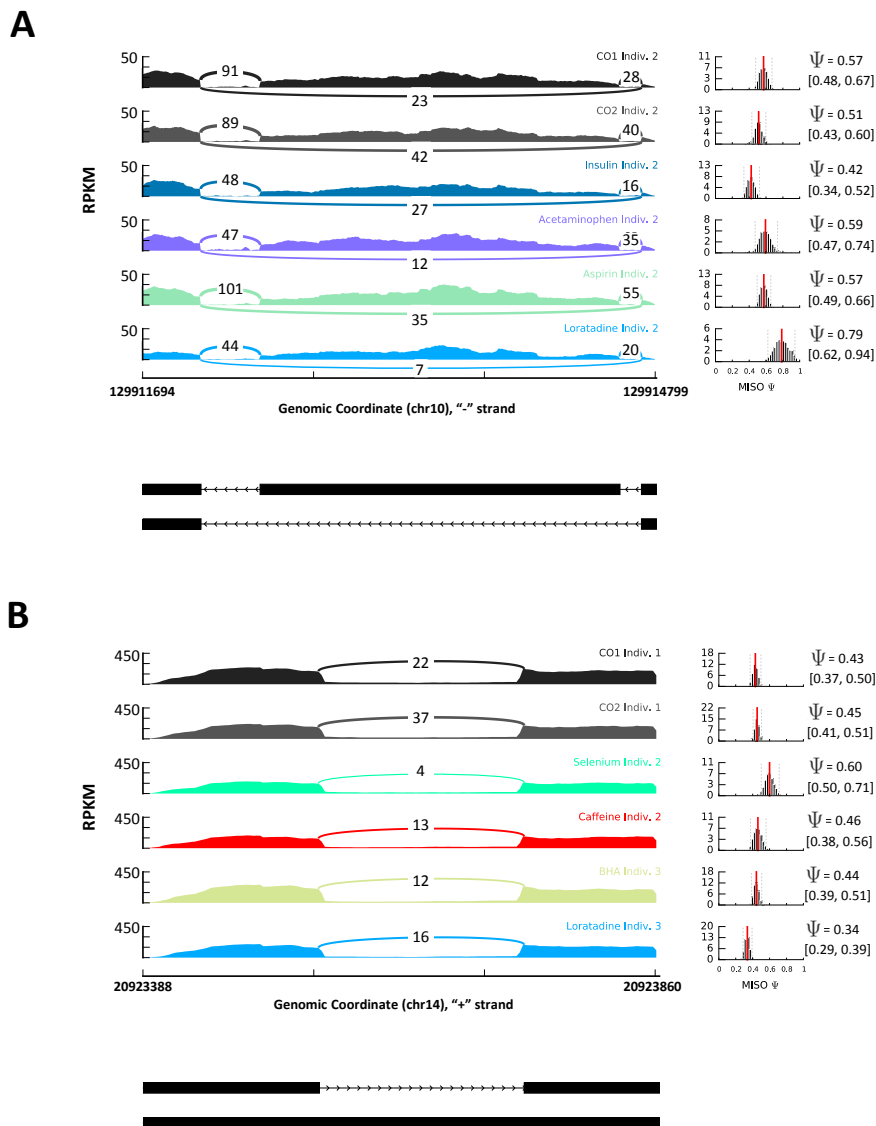 A
50
CO1 Indiv. 2
91
28
23
11
7
3
0
Ψ = 0.57
[0.48, 0.67]
50
CO2 Indiv. 2
89
40
42
13
9
4
0
Ψ = 0.51
[0.43, 0.60]
50
Insulin Indiv. 2
48
16
27
13
8
4
0
Ψ = 0.42
[0.34, 0.52]
50
Acetaminophen Indiv. 2
47
35
12
8
5
2
0
Ψ = 0.59
[0.47, 0.74]
50
Aspirin Indiv. 2
101
55
35
13
8
4
0
Ψ = 0.57
[0.49, 0.66]
50
Loratadine Indiv. 2
44
20
7
6
4
2
0
Ψ = 0.79
[0.62, 0.94]
RPKM
0 0.2 0.4 0.6 0.8 1
MISO Ψ
129911694
129914799
Genomic Coordinate (chr10), “-” strand
B
450
CO1 Indiv. 1
22
18
12
6
0
Ψ = 0.43
[0.37, 0.50]
450
CO2 Indiv. 1
37
22
14
7
0
Ψ = 0.45
[0.41, 0.51]
450
Selenium Indiv. 2
4
11
7
3
0
Ψ = 0.60
[0.50, 0.71]
450
Caffeine Indiv. 2
13
11
7
3
0
Ψ = 0.46
[0.38, 0.56]
450
BHA Indiv. 3
12
18
12
6
0
Ψ = 0.44
[0.39, 0.51]
450
Loratadine Indiv. 3
16
20
13
6
0
Ψ = 0.34
[0.29, 0.39]
RPKM
0 0.2 0.4 0.6 0.8 1
MISO Ψ
20923388
20923860
Genomic Coordinate (chr14), “+” strand